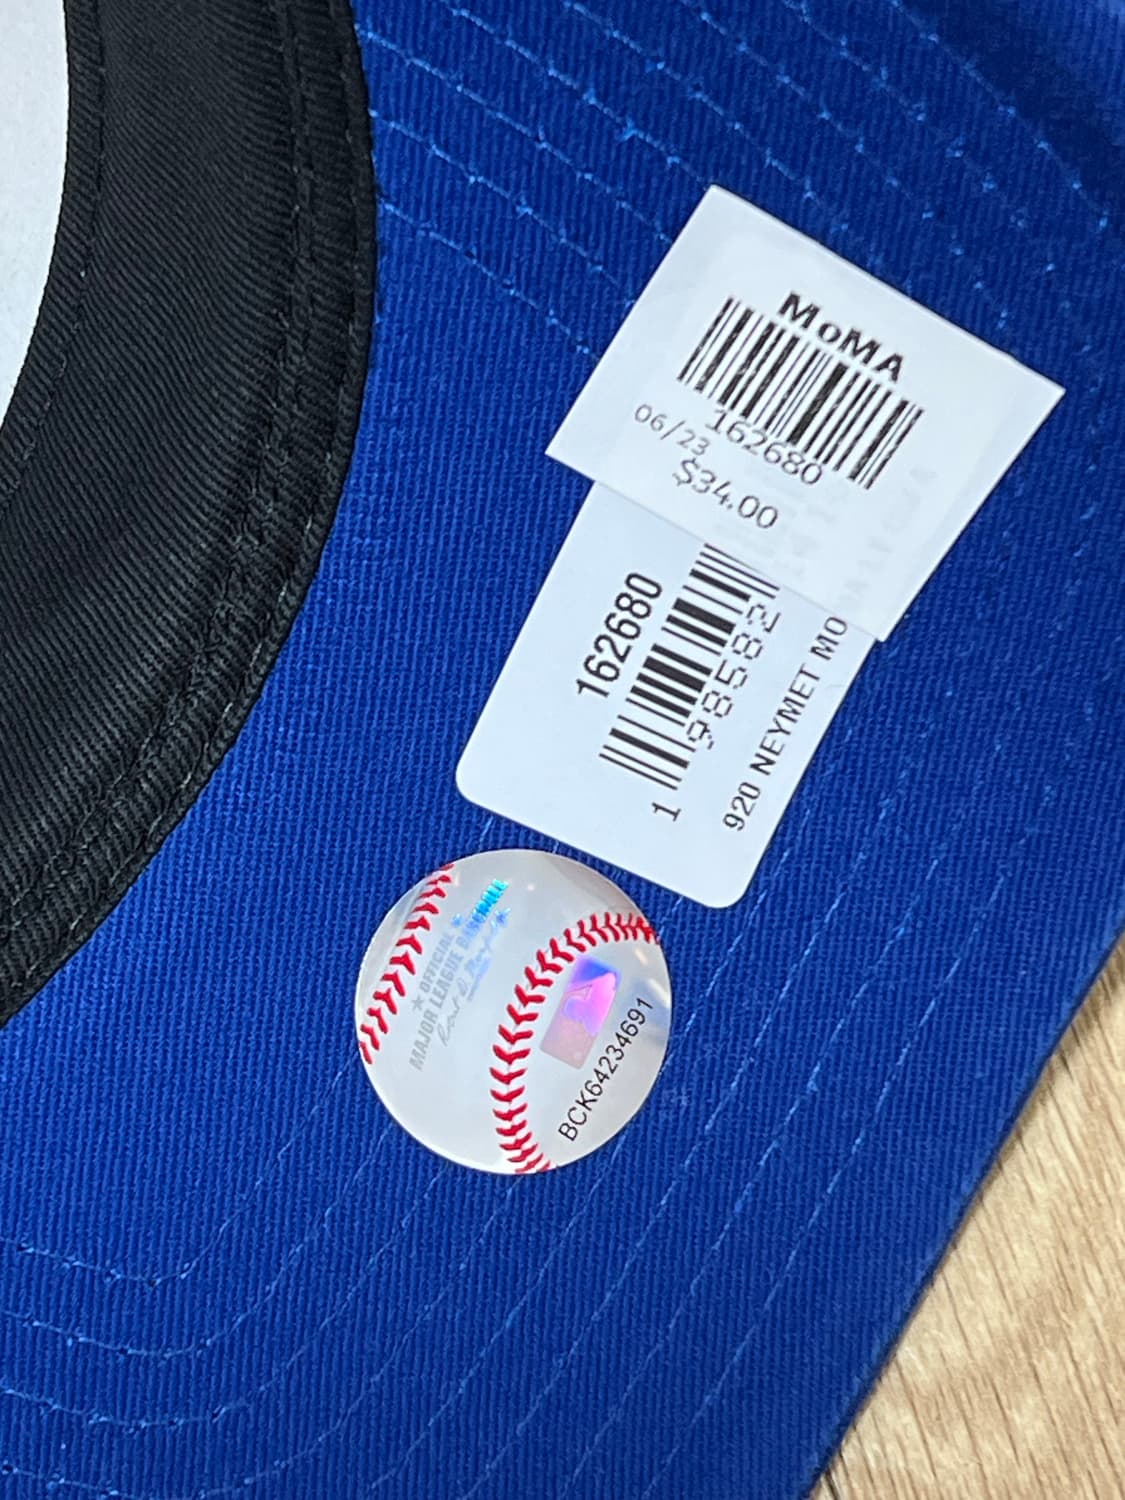 MoMA
162680
06/23
$34.00
162680
1 98582
920 NEYMET MO
★ OFFICIAL ★
MAJOR LEAGUE BASEBALL
BCK64234691